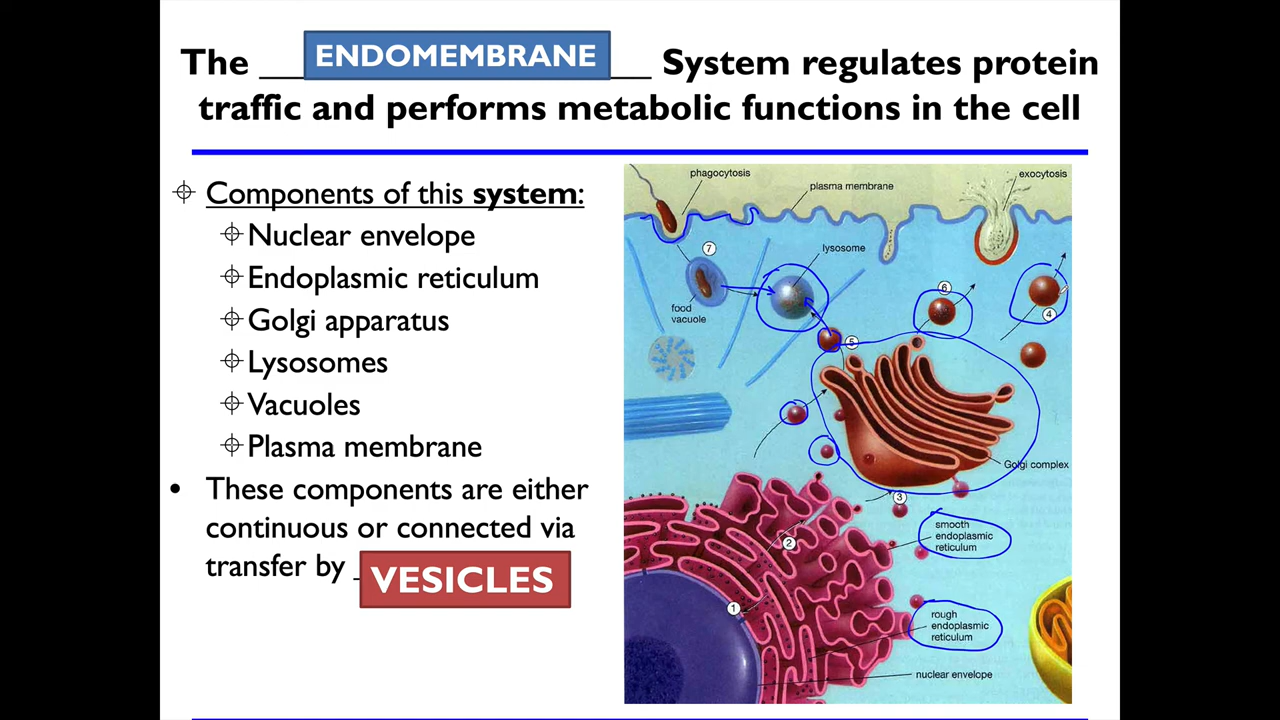 The ENDOMEMBRANE System regulates protein
traffic and performs metabolic functions in the cell
Components of this system:
Nuclear envelope
Endoplasmic reticulum
Golgi apparatus
Lysosomes
Vacuoles
Plasma membrane
These components are either
continuous or connected via
transfer by VESICLES
phagocytosis
plasma membrane
exocytosis
7
lysosome
food
vacuole
6
4
5
Golgi complex
3
smooth
endoplasmic
reticulum
2
1
rough
endoplasmic
reticulum
nuclear envelope